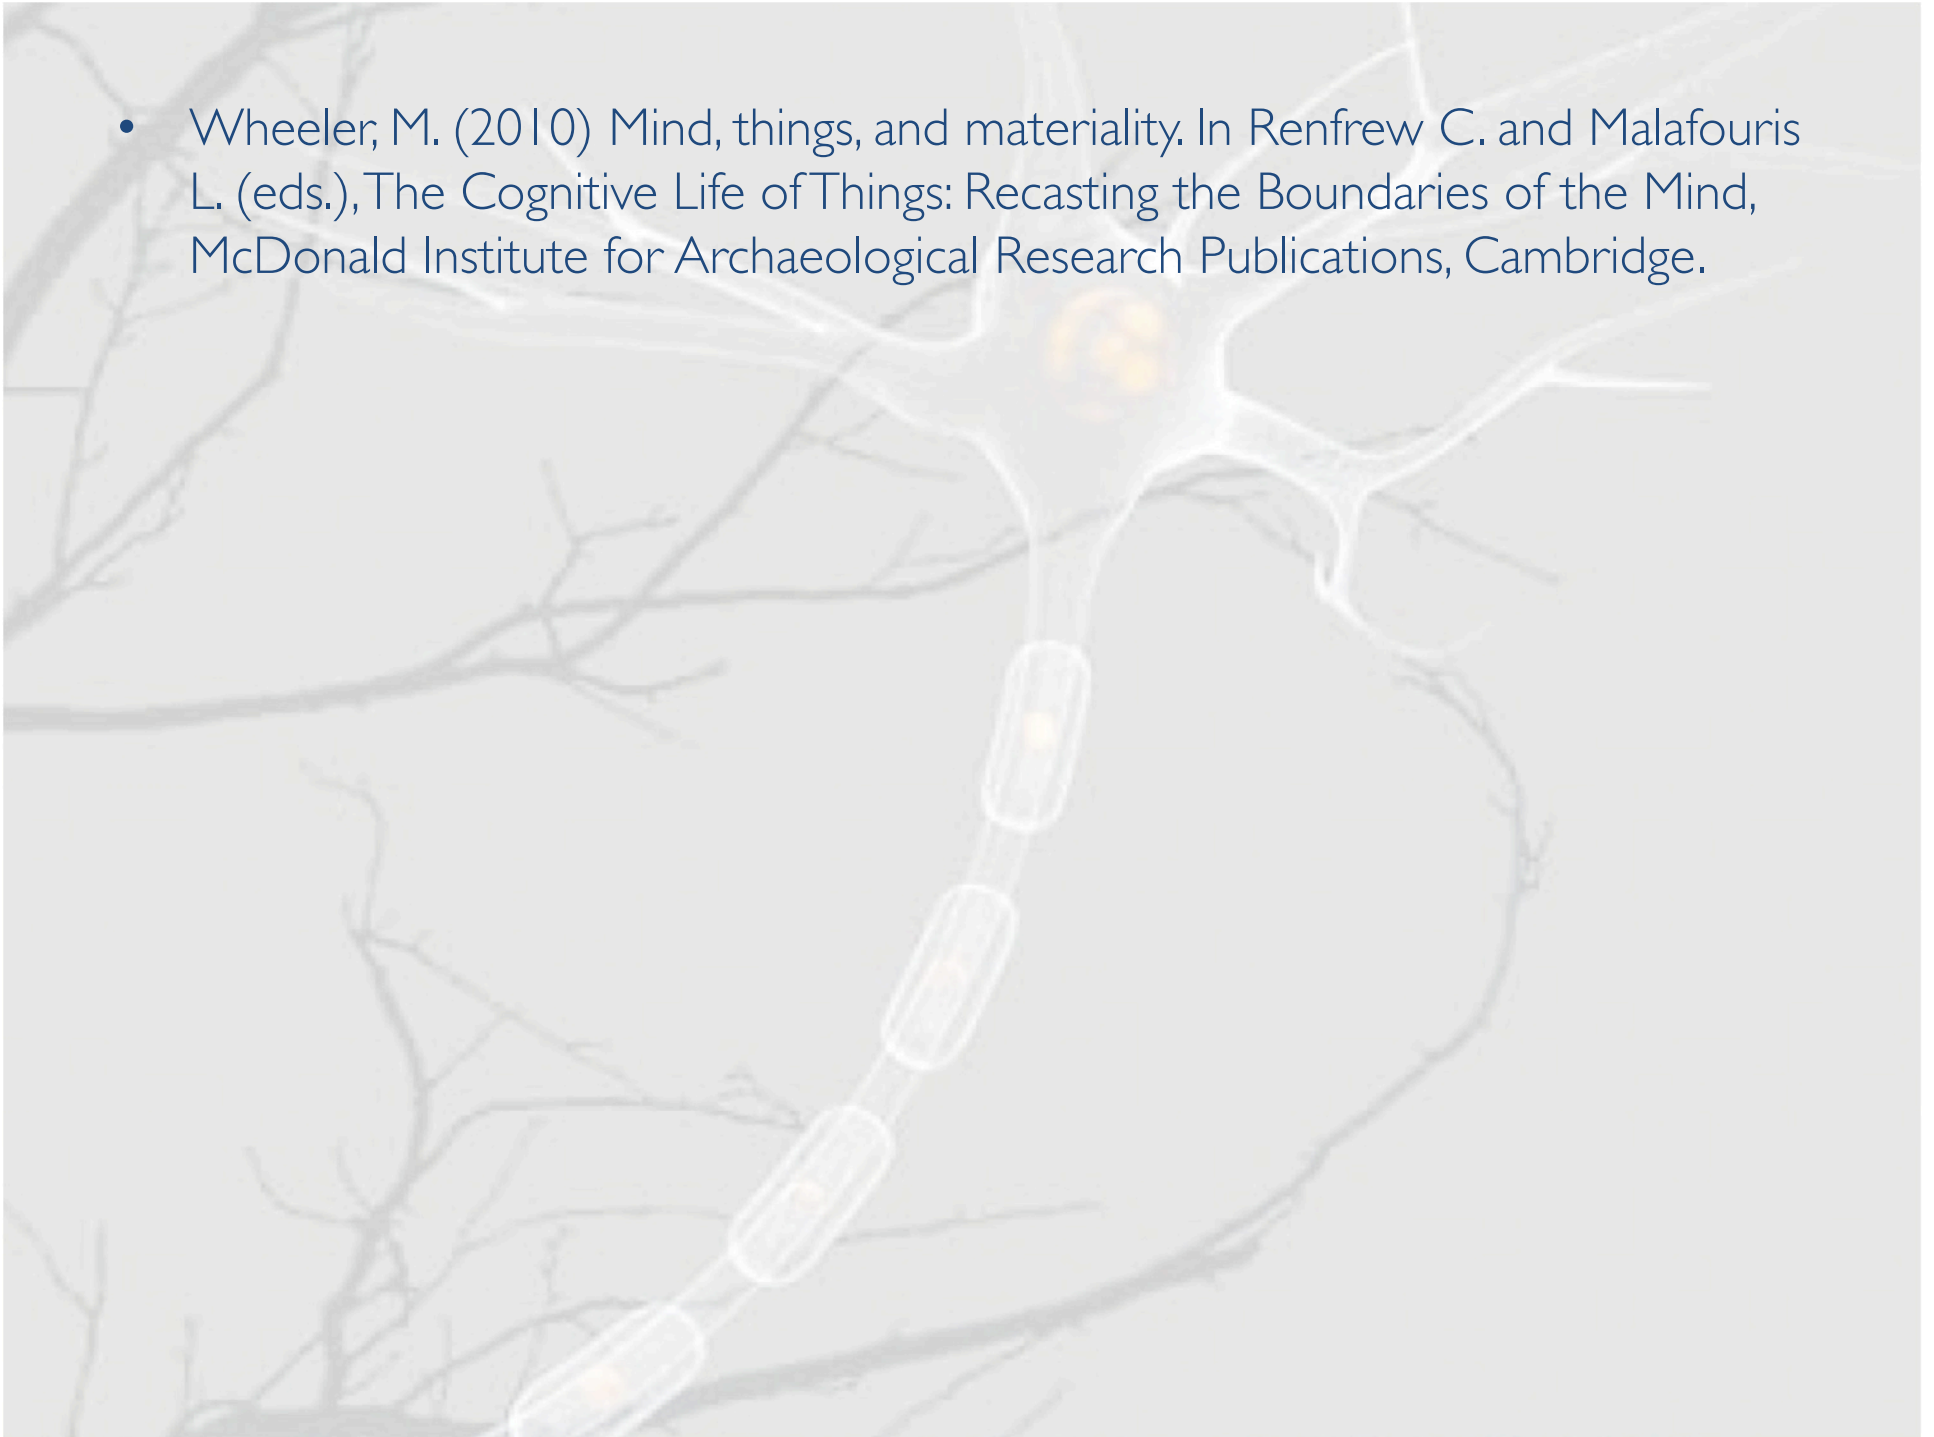 • Wheeler, M. (2010) Mind, things, and materiality. In Renfrew C. and Malafouris
L. (eds.), The Cognitive Life of Things: Recasting the Boundaries of the Mind,
McDonald Institute for Archaeological Research Publications, Cambridge.